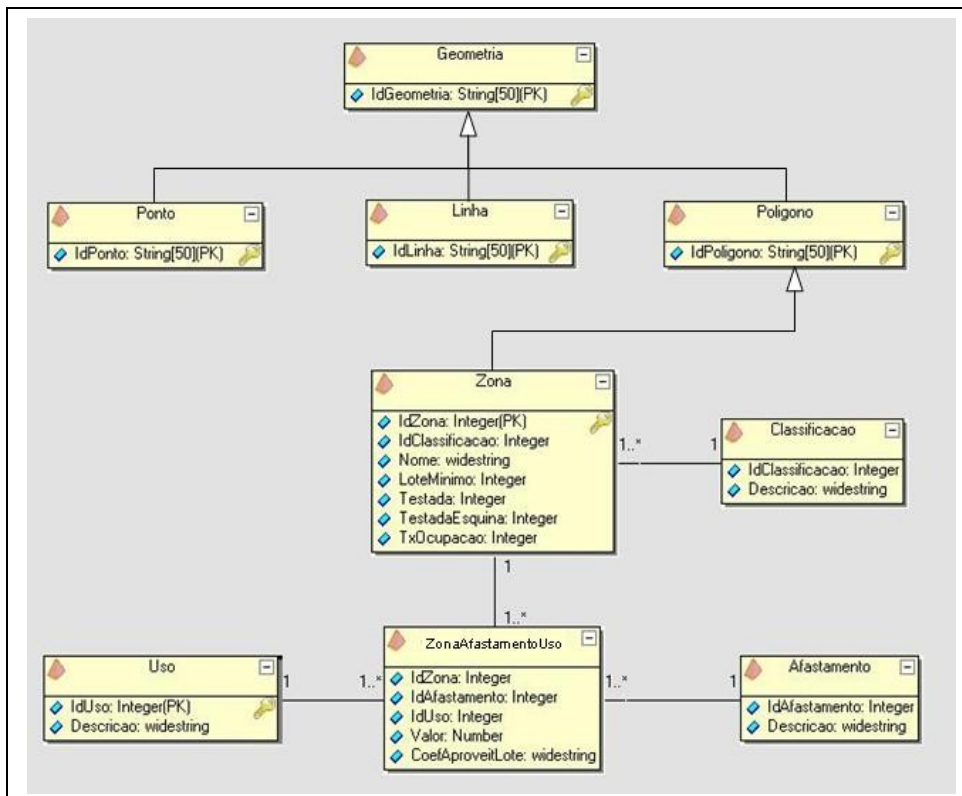 Geometria
IdGeometria: String[50](PK)
Ponto
IdPonto: String[50](PK)
Linha
IdLinha: String[50](PK)
Poligono
IdPoligono: String[50](PK)
Zona
IdZona: Integer(PK)
IdClassificacao: Integer
Nome: widestring
LoteMinimo: Integer
Testada: Integer
TestadaEsquina: Integer
TxOcupacao: Integer
1..*
1
Classificacao
IdClassificacao: Integer
Descricao: widestring
1
1..*
Uso
IdUso: Integer(PK)
Descricao: widestring
1
1..*
ZonaAfastamentoUso
IdZona: Integer
IdAfastamento: Integer
IdUso: Integer
Valor: Number
CoefAproveitLote: widestring
1..*
1
Afastamento
IdAfastamento: Integer
Descricao: widestring